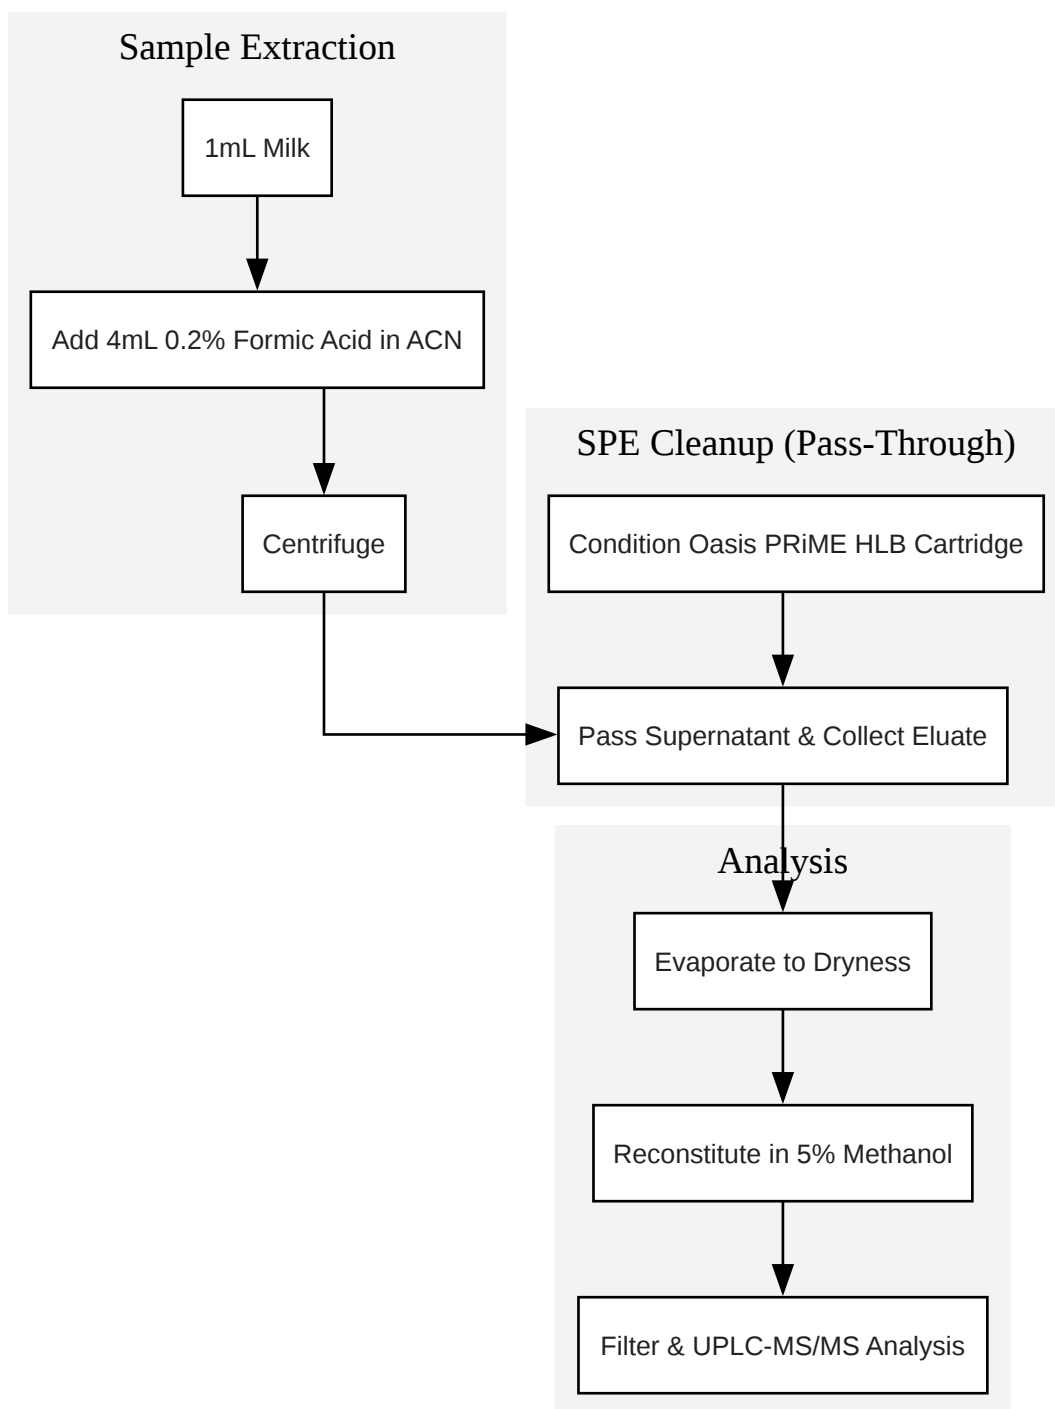 Sample Extraction
1mL Milk
Add 4mL 0.2% Formic Acid in ACN
Centrifuge
SPE Cleanup (Pass-Through)
Condition Oasis PRiME HLB Cartridge
Pass Supernatant & Collect Eluate
Analysis
Evaporate to Dryness
Reconstitute in 5% Methanol
Filter & UPLC-MS/MS Analysis